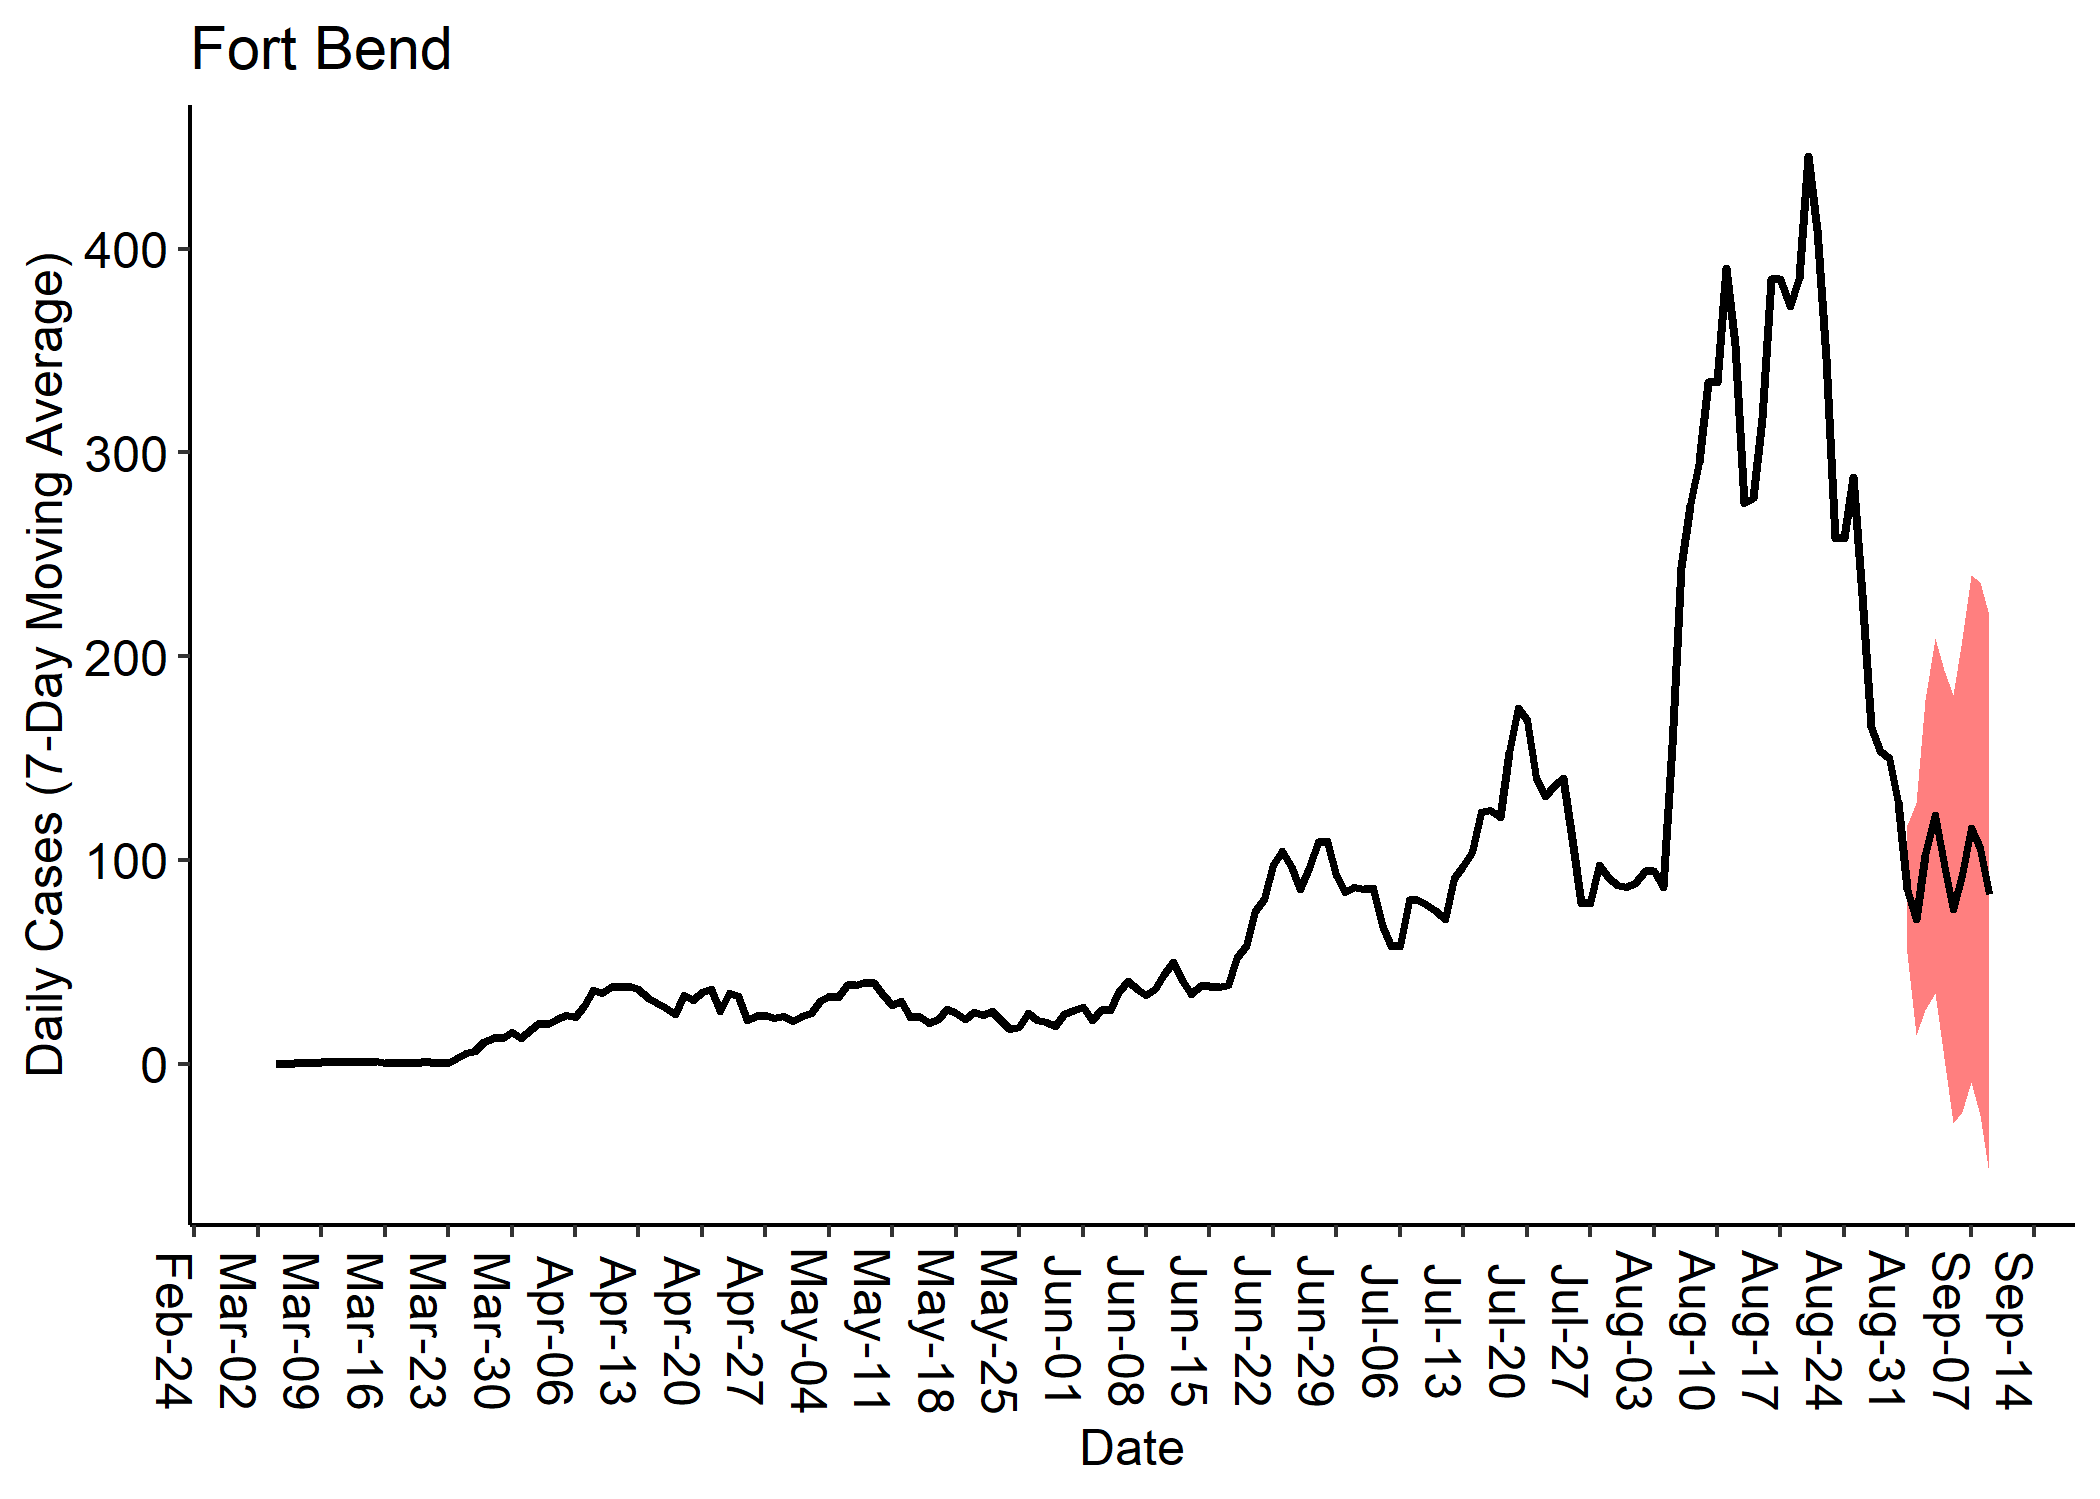 Fort Bend
Daily Cases (7-Day Moving Average)
400
300
200
100
0
Feb-24
Mar-02
Mar-09
Mar-16
Mar-23
Mar-30
Apr-06
Apr-13
Apr-20
Apr-27
May-04
May-11
May-18
May-25
Jun-01
Jun-08
Jun-15
Jun-22
Jun-29
Jul-06
Jul-13
Jul-20
Jul-27
Aug-03
Aug-10
Aug-17
Aug-24
Aug-31
Sep-07
Sep-14
Date